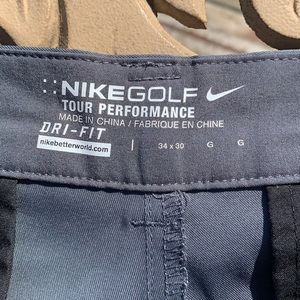 NIKEGOLF
TOUR PERFORMANCE
MADE IN CHINA / FABRIQUE EN CHINE
DRI-FIT
nikebetterworld.com | 34 x 30 G G